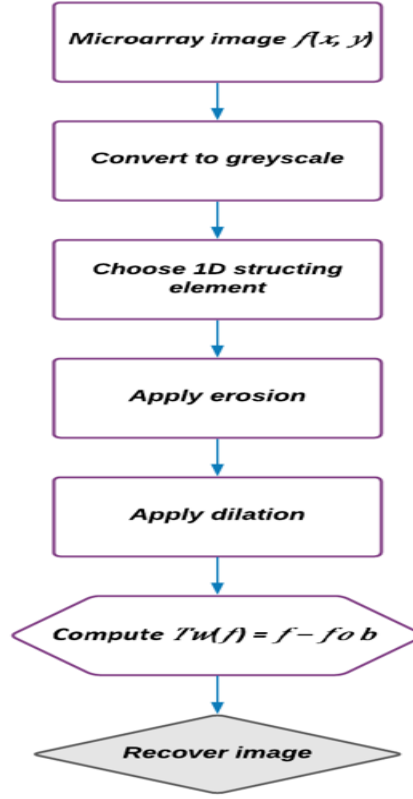 Microarray image f(x, y)
Convert to greyscale
Choose 1D structing
element
Apply erosion
Apply dilation
Compute Tw(f) = f − f o b
Recover image